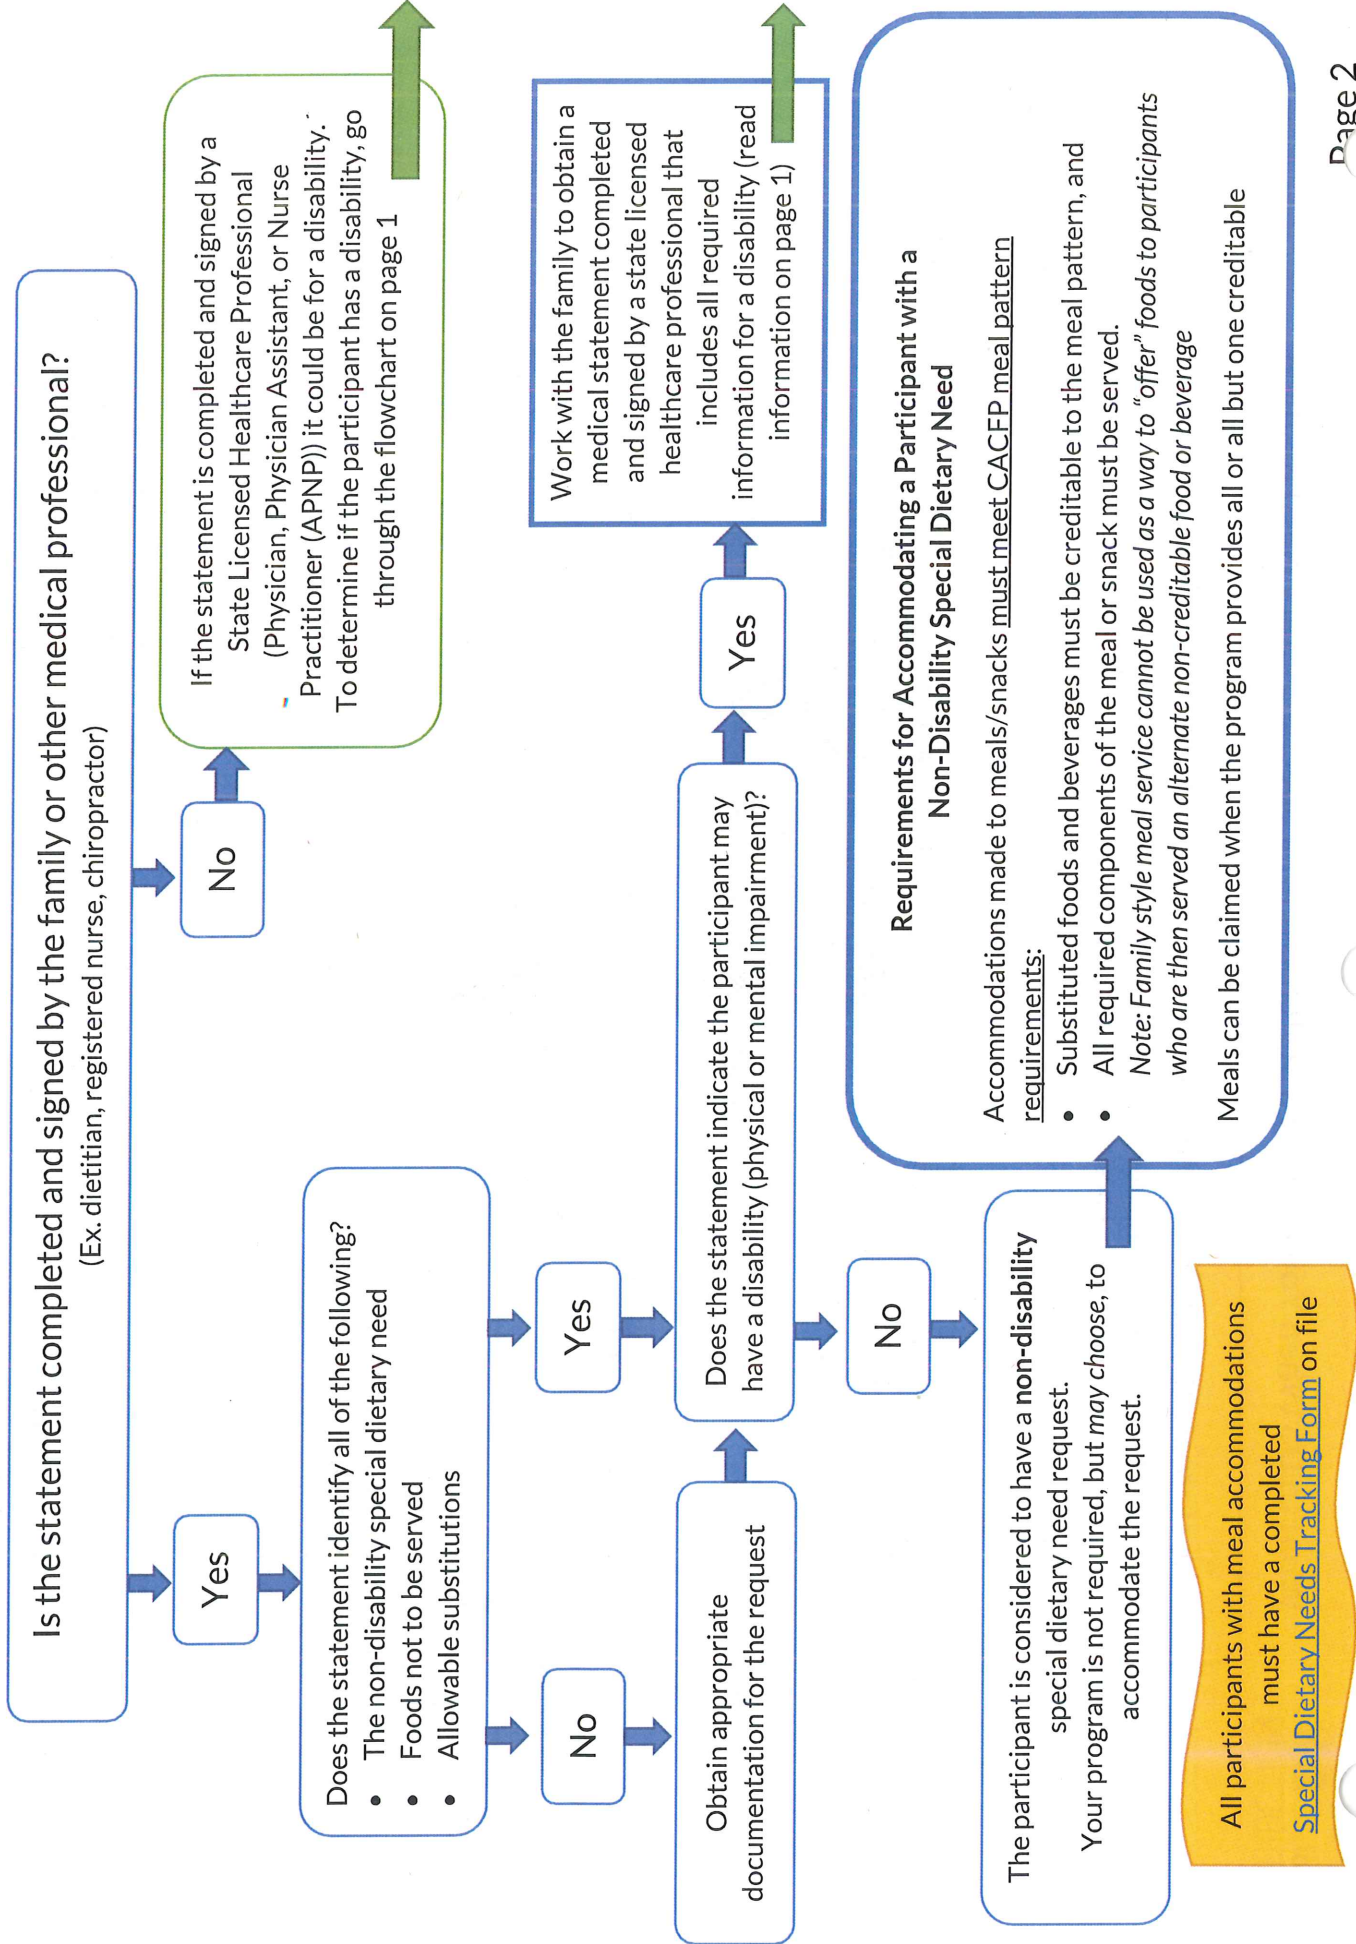 Is the statement completed and signed by the family or other medical professional?
(Ex. dietitian, registered nurse, chiropractor)
Yes
No
If the statement is completed and signed by a
State Licensed Healthcare Professional
(Physician, Physician Assistant, or Nurse
Practitioner (APNP)) it could be for a disability.
To determine if the participant has a disability, go
through the flowchart on page 1
Does the statement identify all of the following?
• The non-disability special dietary need
• Foods not to be served
• Allowable substitutions
No
Yes
Obtain appropriate
documentation for the request
Does the statement indicate the participant may
have a disability (physical or mental impairment)?
Yes
Work with the family to obtain a
medical statement completed
and signed by a state licensed
healthcare professional that
includes all required
information for a disability (read
information on page 1)
No
The participant is considered to have a non-disability
special dietary need request.
Your program is not required, but may choose, to
accommodate the request.
Requirements for Accommodating a Participant with a
Non-Disability Special Dietary Need
Accommodations made to meals/snacks must meet CACFP meal pattern
requirements:
• Substituted foods and beverages must be creditable to the meal pattern, and
• All required components of the meal or snack must be served.
Note: Family style meal service cannot be used as a way to "offer" foods to participants
who are then served an alternate non-creditable food or beverage
Meals can be claimed when the program provides all or all but one creditable
All participants with meal accommodations
must have a completed
Special Dietary Needs Tracking Form on file
Page 2